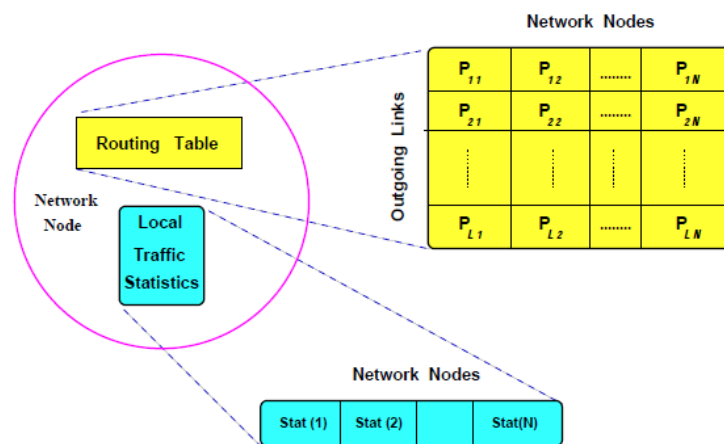 Network Nodes
P11 P12 ........ P1N
P21 P22 ........ P2N
PL1 PL2 ........ PLN
Outgoing Links
Routing Table
Network
Node
Local
Traffic
Statistics
Network Nodes
Stat (1) Stat (2) Stat(N)